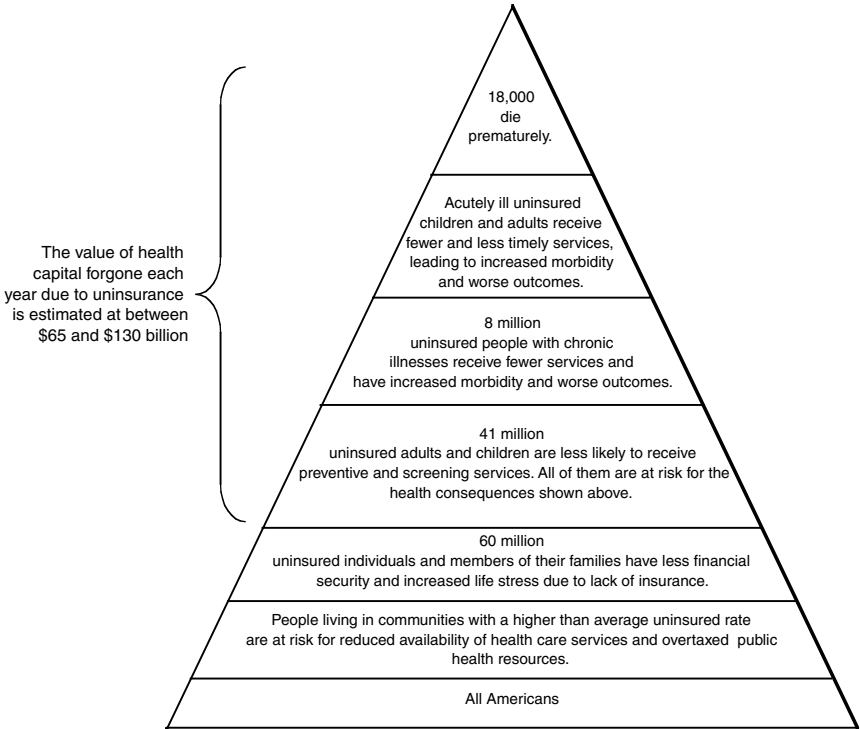 18,000
die
prematurely.
Acutely ill uninsured
children and adults receive
fewer and less timely services,
leading to increased morbidity
and worse outcomes.
The value of health
capital forgone each
year due to uninsurance
is estimated at between
$65 and $130 billion
8 million
uninsured people with chronic
illnesses receive fewer services and
have increased morbidity and worse outcomes.
41 million
uninsured adults and children are less likely to receive
preventive and screening services. All of them are at risk for the
health consequences shown above.
60 million
uninsured individuals and members of their families have less financial
security and increased life stress due to lack of insurance.
People living in communities with a higher than average uninsured rate
are at risk for reduced availability of health care services and overtaxed public
health resources.
All Americans